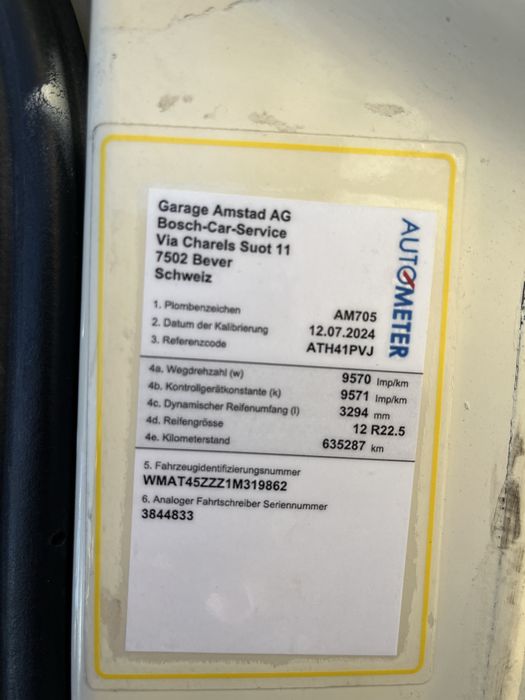 Garage Amstad AG
Bosch-Car-Service
Via Charels Suot 11
7502 Bever
Schweiz
AUTOMETER
1. Plombenzeichen AM705
2. Datum der Kalibrierung 12.07.2024
3. Referenzcode ATH41PVJ
4a. Wegdrehzahl (w) 9570 Imp/km
4b. Kontrollgerätkonstante (k) 9571 Imp/km
4c. Dynamischer Reifenumfang (l) 3294 mm
4d. Reifengrösse 12 R22.5
4e. Kilometerstand 635287 km
5. Fahrzeugidentifizierungsnummer
WMAT45ZZZ1M319862
6. Analoger Fahrtschreiber Seriennummer
3844833